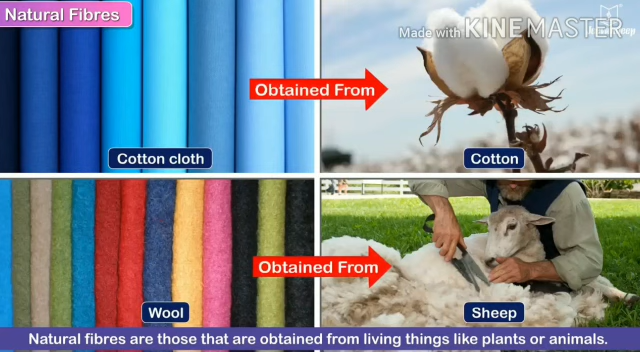 Natural Fibres
Made with KINEMASTER
Obtained From
Cotton cloth
Cotton
Obtained From
Wool
Sheep
Natural fibres are those that are obtained from living things like plants or animals.